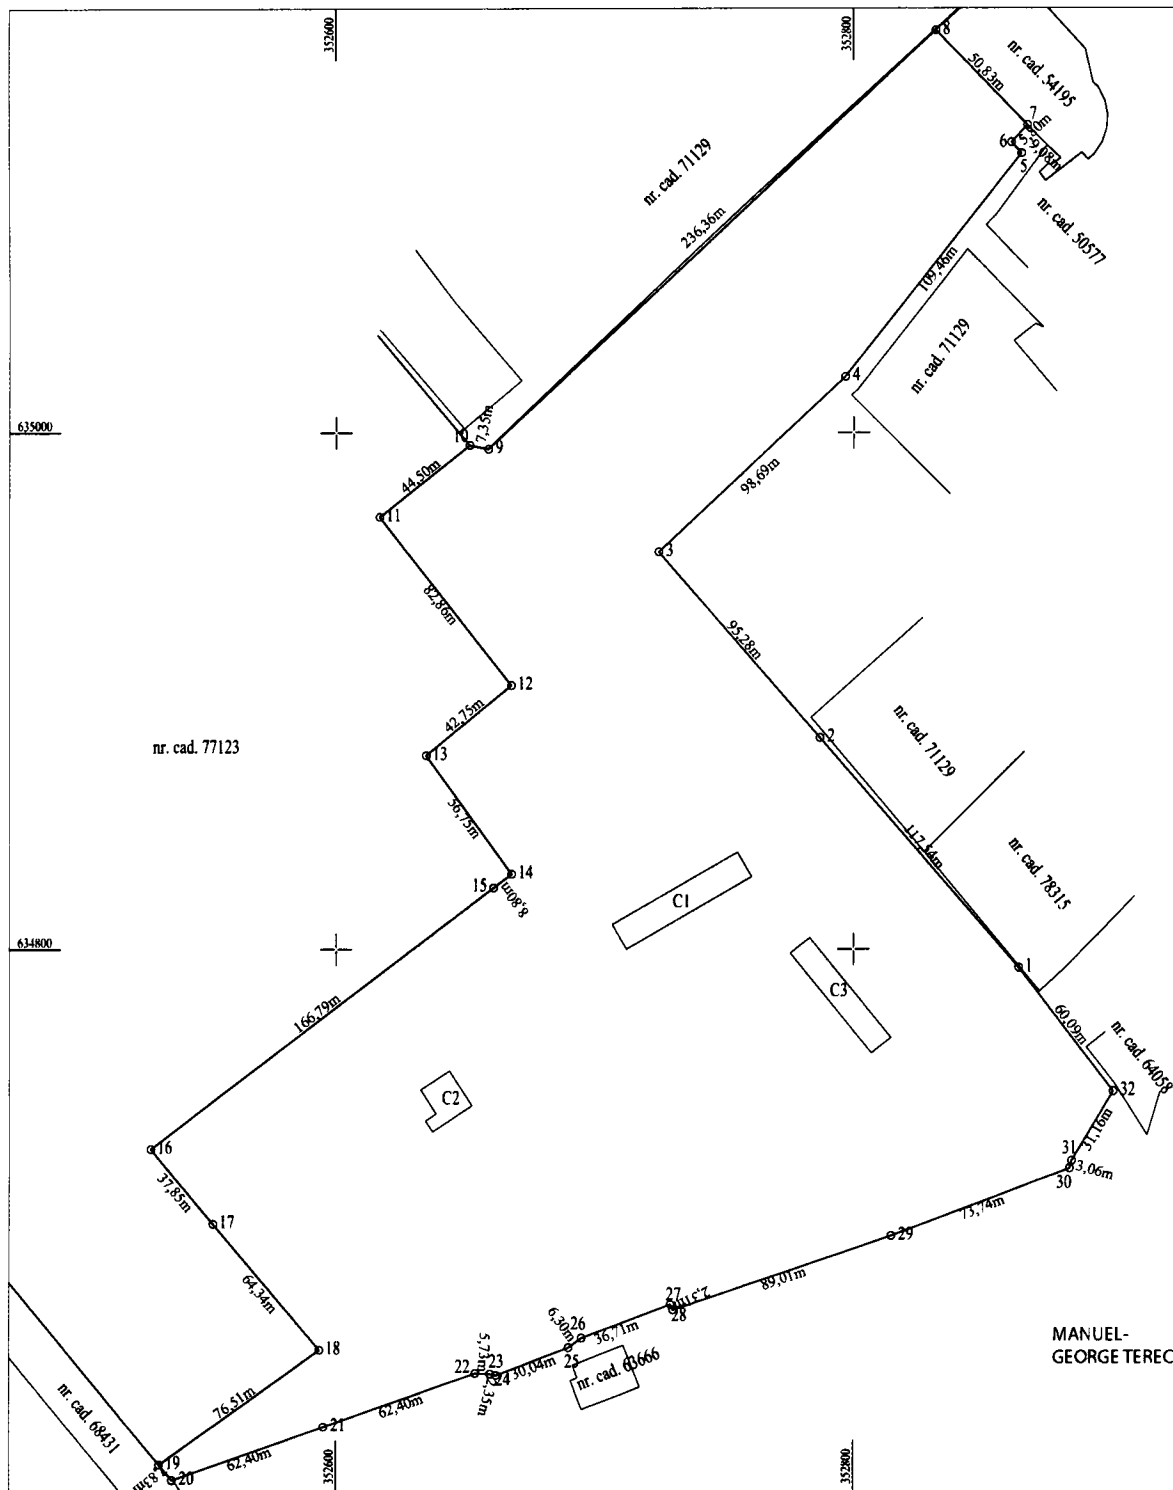 352600
352800
8
nr. cad. 54195
50,83m
7
6
9,08m
5
nr. cad. 71129
236,36m
nr. cad. 50577
109,46m
nr. cad. 71129
4
635000
10
7,35m
9
44,50m
98,69m
11
3
82,86m
95,28m
12
42,75m
nr. cad. 71129
2
nr. cad. 77123
13
56,75m
117,54m
14
15
8,80m
nr. cad. 78315
C1
634800
1
C3
166,79m
60,09m
nr. cad. 64058
C2
32
31,16m
16
31
3,06m
30
37,85m
17
73,74m
29
64,34m
89,01m
27
28
26
6,30m
36,71m
MANUEL-
GEORGE TEREC
18
25
5,73m
22
23
24
30,04m
nr. cad. 63666
76,51m
62,40m
nr. cad. 68431
21
19
62,40m
20
352600
352800